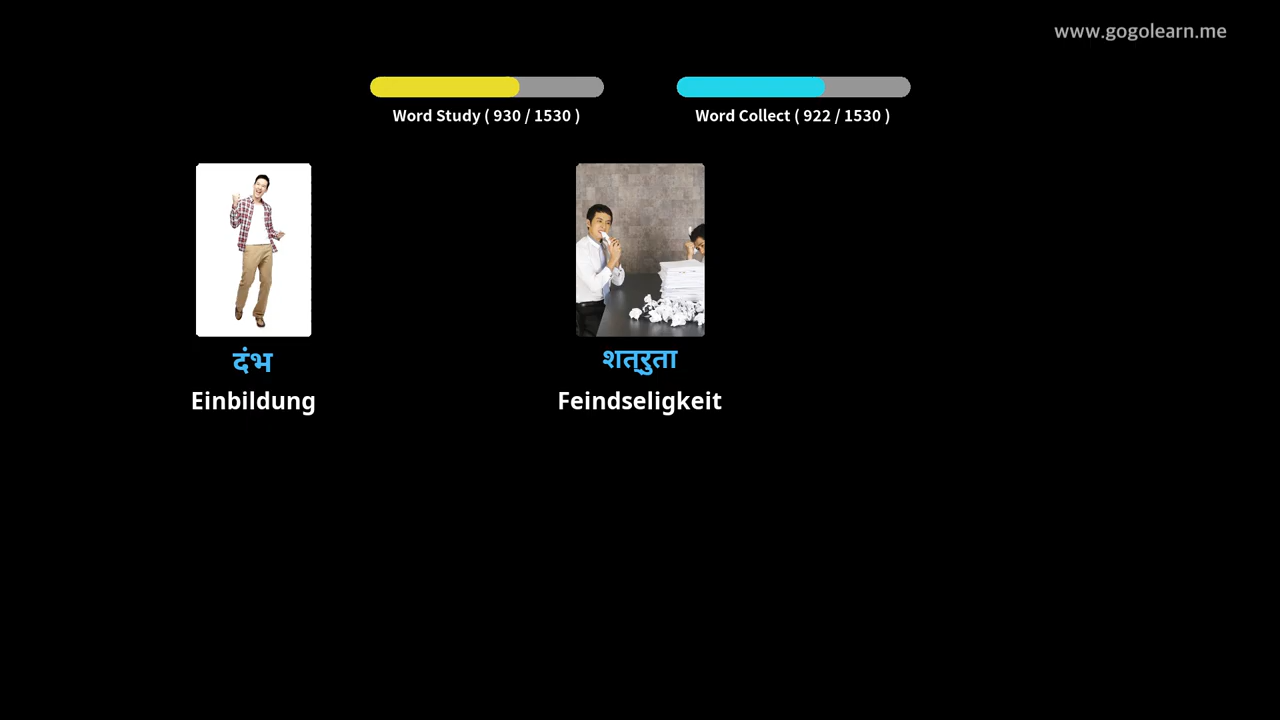 www.gogolearn.me
Word Study ( 930 / 1530 )
Word Collect ( 922 / 1530 )
दंभ
शत्रुता
Einbildung
Feindseligkeit